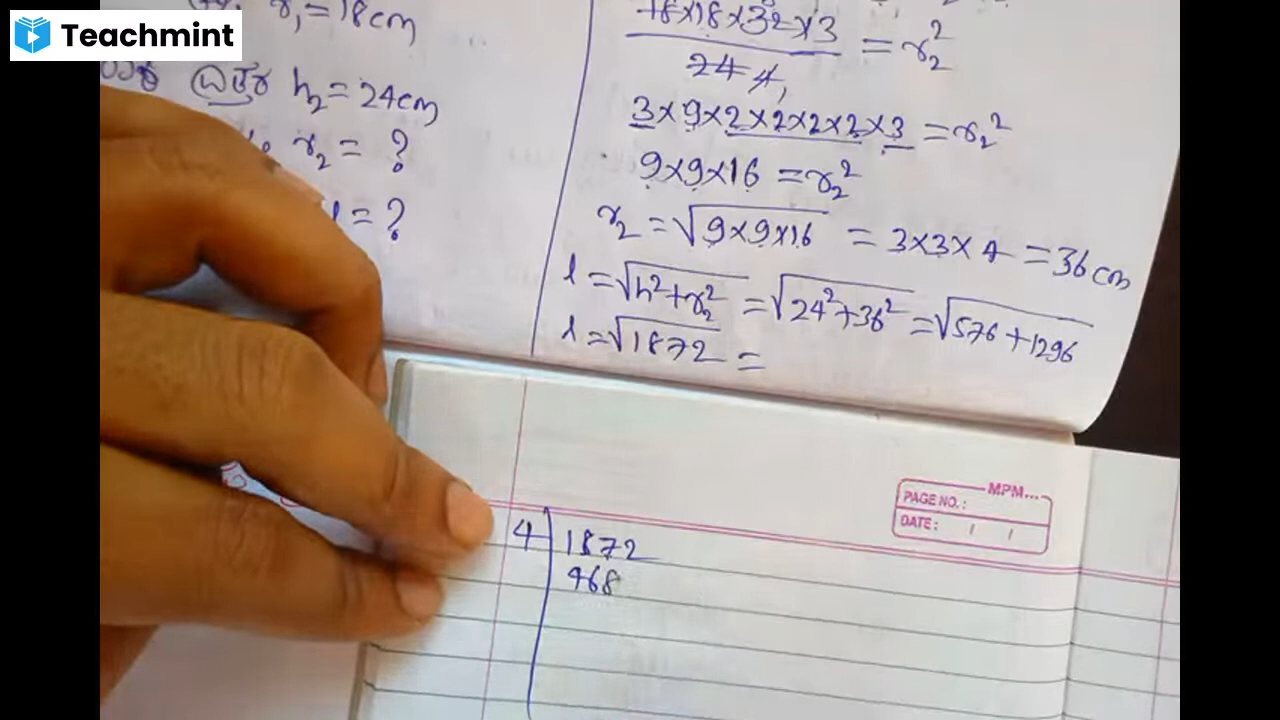 Teachmint
r₁ = 18cm
h₂ = 24cm
r₂ = ?
l = ?
18×18×32×3
——— = r₂²
24 4
3×9×2×2×2×2×3 = r₂²
9×9×16 = r₂²
r₂ = √9×9×16 = 3×3×4 = 36cm
l = √h²+r₂² = √24²+36² = √576+1296
l = √1872 =
MPM...
PAGE NO.:
DATE: / /
4 | 1872
468